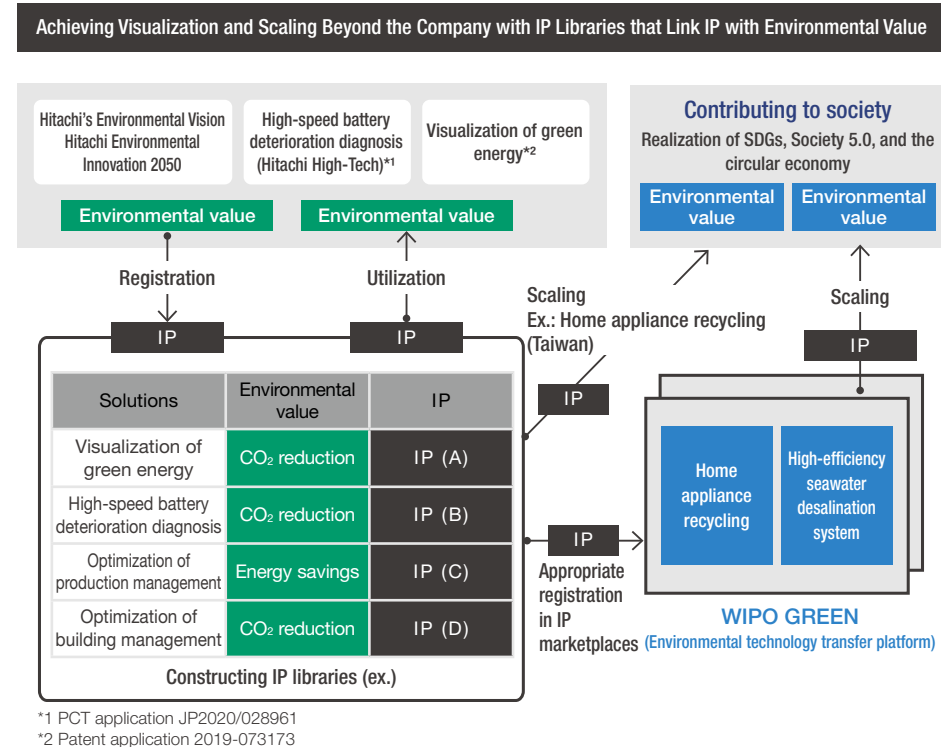 Achieving Visualization and Scaling Beyond the Company with IP Libraries that Link IP with Environmental Value
Hitachi's Environmental Vision
Hitachi Environmental
Innovation 2050
High-speed battery
deterioration diagnosis
(Hitachi High-Tech)*1
Visualization of green
energy*2
Environmental value
Environmental value
Contributing to society
Realization of SDGs, Society 5.0, and the
circular economy
Environmental
value
Environmental
value
Registration
Utilization
Scaling
Ex.: Home appliance recycling
(Taiwan)
Scaling
IP
IP
IP
IP
Solutions
Environmental
value
IP
Visualization of
green energy
CO₂ reduction
IP (A)
High-speed battery
deterioration diagnosis
CO₂ reduction
IP (B)
Optimization of
production management
Energy savings
IP (C)
Optimization of
building management
CO₂ reduction
IP (D)
Constructing IP libraries (ex.)
IP
Appropriate
registration
in IP
marketplaces
Home
appliance
recycling
High-efficiency
seawater
desalination
system
WIPO GREEN
(Environmental technology transfer platform)
*1 PCT application JP2020/028961
*2 Patent application 2019-073173